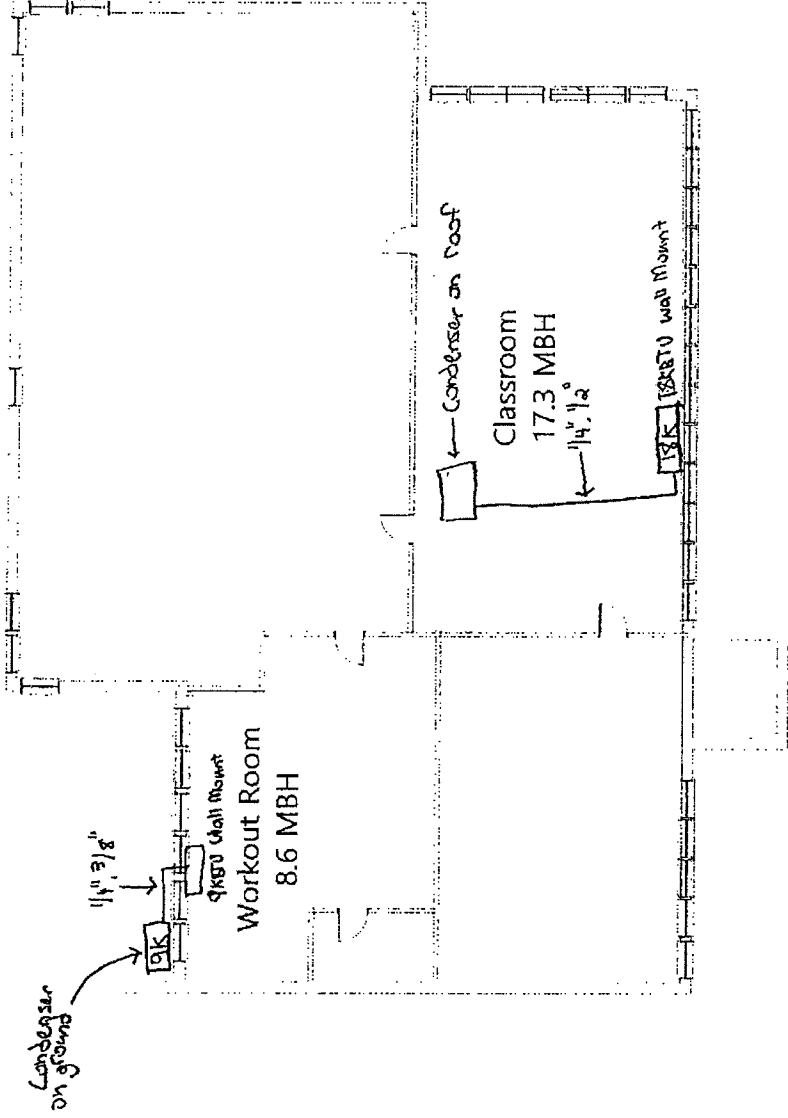 Condenser
on ground
9K
1/4", 3/8"
9KBTU Wall Mount
Workout Room
8.6 MBH
Condenser on roof
Classroom
17.3 MBH
1/4", 1/2"
18K
18KBTU Wall Mount